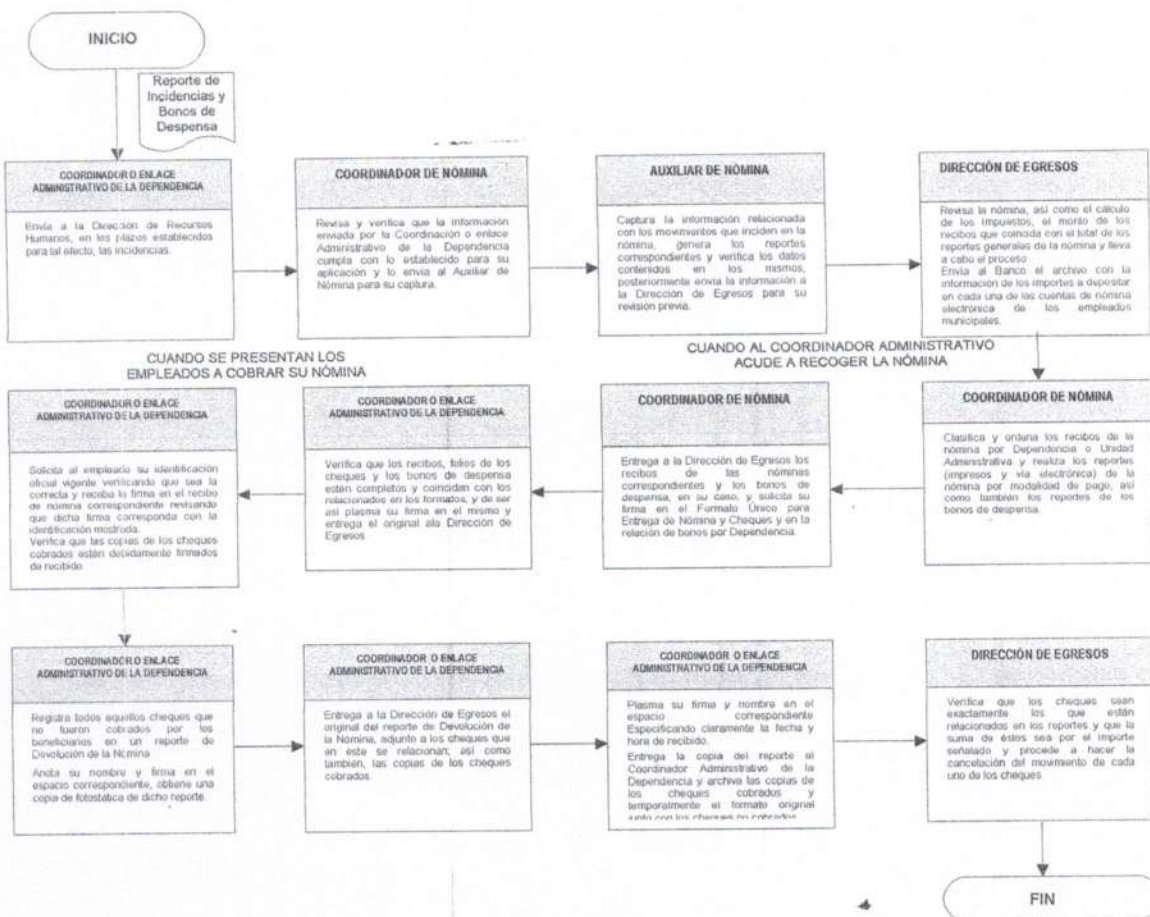 INICIO
Reporte de
Incidencias y
Bonos de
Despensa
COORDINADOR O ENLACE
ADMINISTRATIVO DE LA DEPENDENCIA
Envía a la Dirección de Recursos
Humanos, en los plazos establecidos
para tal efecto, las incidencias.
COORDINADOR DE NÓMINA
Revisa y verifica que la información
enviada por la Coordinación o enlace
Administrativo de la Dependencia
cumpla con lo establecido para su
aplicación y lo envía al Auxiliar de
Nómina para su captura.
AUXILIAR DE NÓMINA
Captura la información relacionada
con los movimientos que inciden en la
nómina, genera los reportes
correspondientes y verifica los datos
contenidos en los mismos,
posteriormente envía la información a
la Dirección de Egresos para su
revisión previa.
DIRECCIÓN DE EGRESOS
Revisa la nómina, así como el cálculo
de los impuestos, el monto de los
recibos que coincida con el total de los
reportes generales de la nómina y lleva
a cabo el proceso
Envía al Banco el archivo con la
información de los importes a depositar
en cada una de las cuentas de nómina
electrónica de los empleados
municipales.
CUANDO SE PRESENTAN LOS
EMPLEADOS A COBRAR SU NÓMINA
CUANDO AL COORDINADOR ADMINISTRATIVO
ACUDE A RECOGER LA NÓMINA
COORDINADOR O ENLACE
ADMINISTRATIVO DE LA DEPENDENCIA
Solicita al empleado su identificación
oficial vigente verificando que sea la
correcta y recaba la firma en el recibo
de nómina correspondiente revisando
que dicha firma corresponda con la
identificación mostrada.
Verifica que las copias de los cheques
cobrados estén debidamente firmados
de recibido
COORDINADOR O ENLACE
ADMINISTRATIVO DE LA DEPENDENCIA
Verifica que los recibos, folios de los
cheques y los bonos de despensa
estén completos y coincidan con los
relacionados en los formatos, y de ser
así plasma su firma en el mismo y
entrega el original ala Dirección de
Egresos
COORDINADOR DE NÓMINA
Entrega a la Dirección de Egresos los
recibos de las nóminas
correspondientes y los bonos de
despensa, en su caso, y solicita su
firma en el Formato Único para
Entrega de Nómina y Cheques y en la
relación de bonos por Dependencia.
COORDINADOR DE NÓMINA
Clasifica y ordena los recibos de la
nómina por Dependencia o Unidad
Administrativa y realiza los reportes
(impresos y vía electrónica) de la
nómina por modalidad de pago, así
como también los reportes de los
bonos de despensa.
COORDINADOR O ENLACE
ADMINISTRATIVO DE LA DEPENDENCIA
Registra todos aquellos cheques que
no fueron cobrados por los
beneficiarios en un reporte de
Devolución de la Nómina
Anota su nombre y firma en el
espacio correspondiente, obtiene una
copia de fotostática de dicho reporte.
COORDINADOR O ENLACE
ADMINISTRATIVO DE LA DEPENDENCIA
Entrega a la Dirección de Egresos el
original del reporte de Devolución de
la Nómina, adjunto a los cheques que
en éste se relacionan; así como
también, las copias de los cheques
cobrados.
COORDINADOR O ENLACE
ADMINISTRATIVO DE LA DEPENDENCIA
Plasma su firma y nombre en el
espacio correspondiente
Especificando claramente la fecha y
hora de recibido.
Entrega la copia del reporte al
Coordinador Administrativo de la
Dependencia y archiva las copias de
los cheques cobrados y
temporalmente el formato original
junto con los cheques no cobrados
DIRECCIÓN DE EGRESOS
Verifica que los cheques sean
exactamente los que están
relacionados en los reportes y que la
suma de éstos sea por el importe
señalado y procede a hacer la
cancelación del movimiento de cada
uno de los cheques
FIN